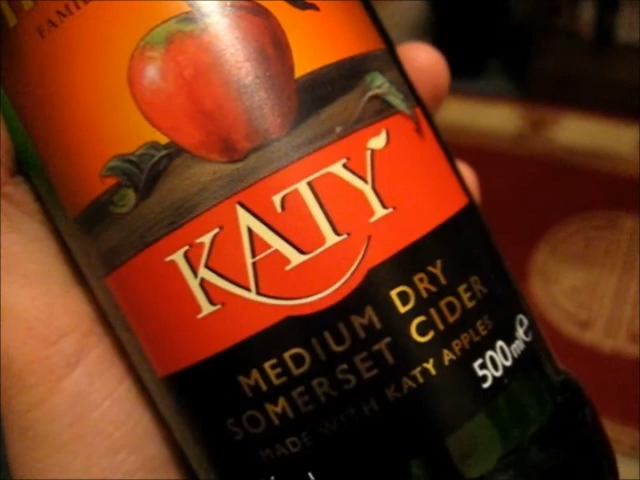 KATY
MEDIUM DRY
SOMERSET CIDER
MADE WITH KATY APPLES
500ml e